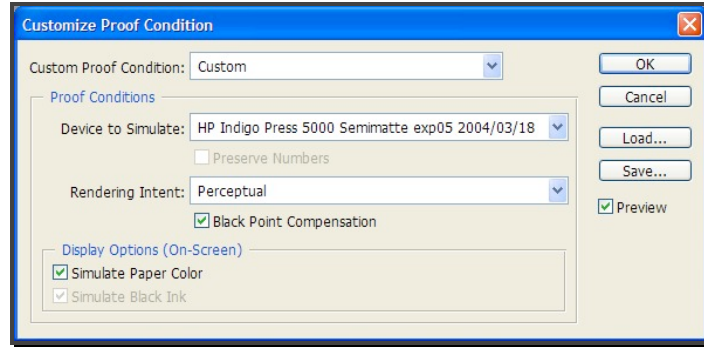 Customize Proof Condition
Custom Proof Condition: Custom
OK
Cancel
Load...
Save...
Preview
Proof Conditions
Device to Simulate: HP Indigo Press 5000 Semimatte exp05 2004/03/18
Preserve Numbers
Rendering Intent: Perceptual
Black Point Compensation
Display Options (On-Screen)
Simulate Paper Color
Simulate Black Ink